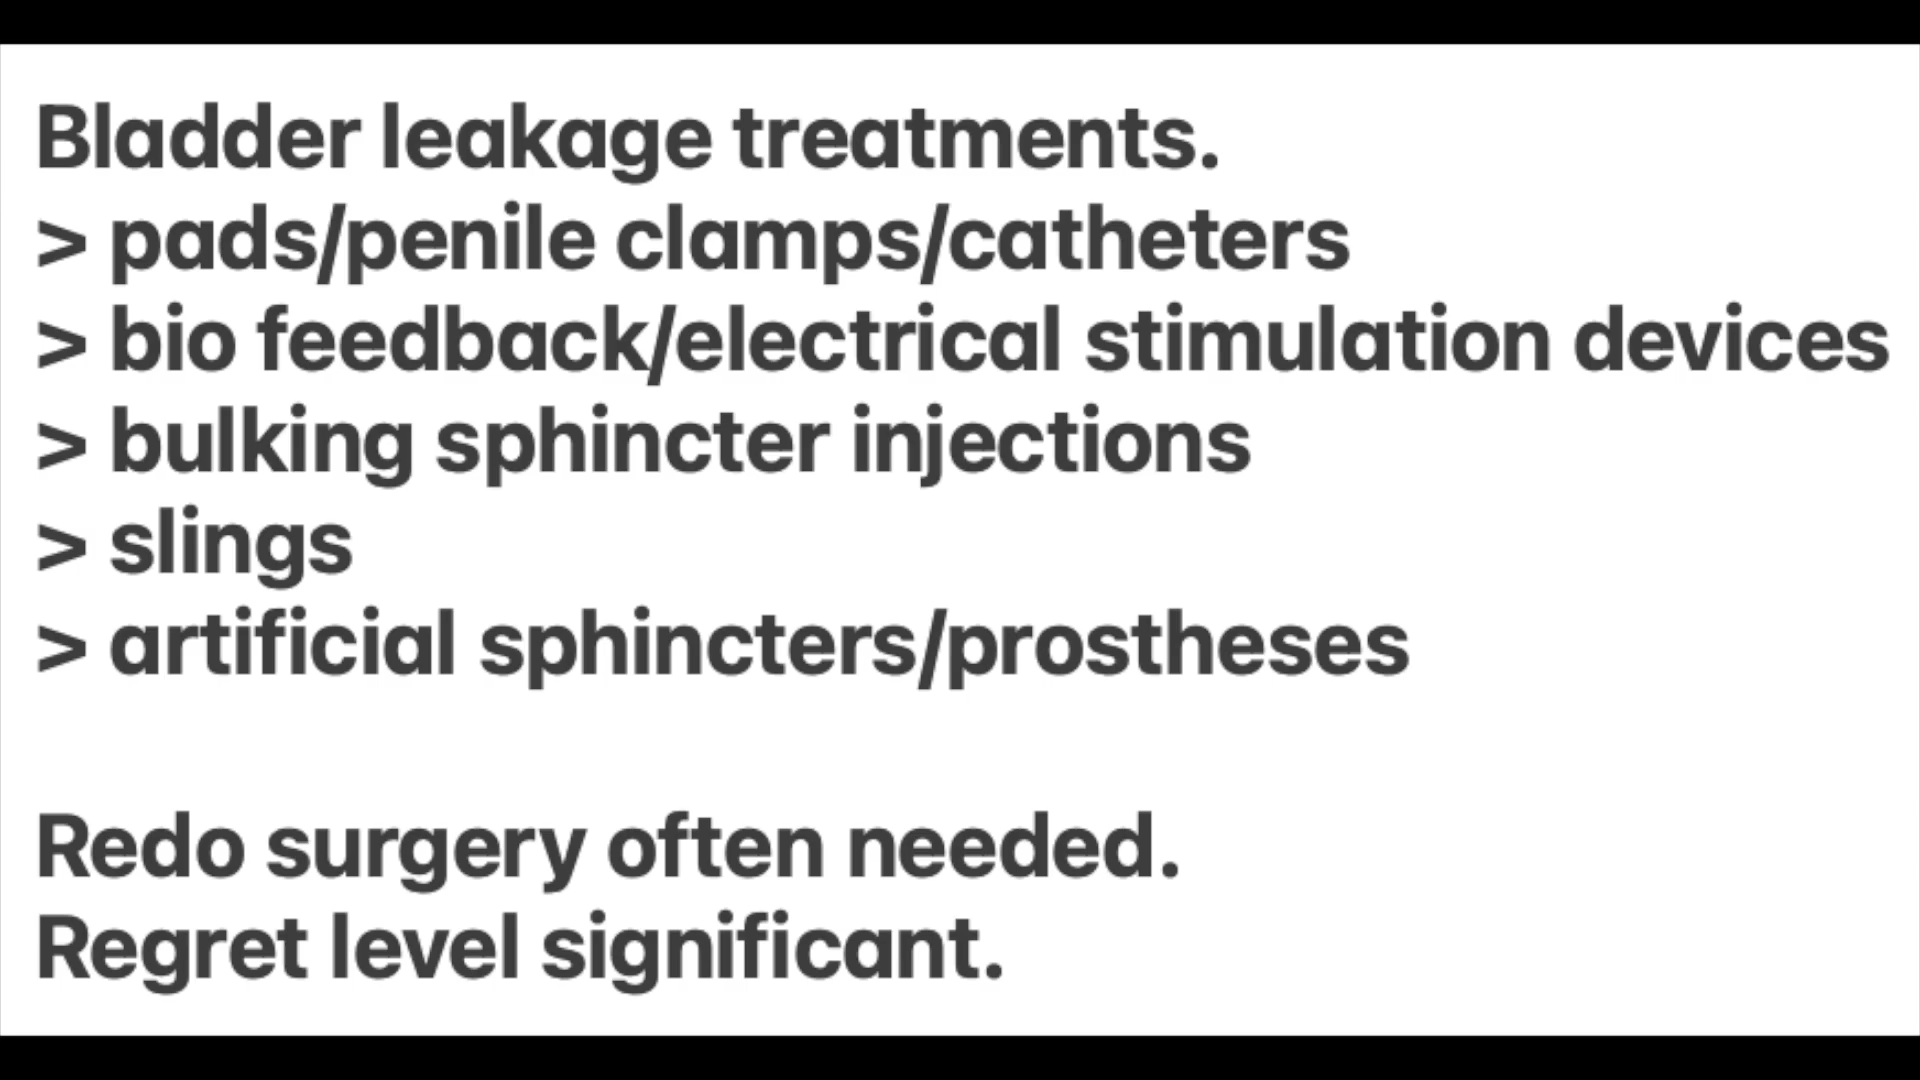 Bladder leakage treatments.
> pads/penile clamps/catheters
> bio feedback/electrical stimulation devices
> bulking sphincter injections
> slings
> artificial sphincters/prostheses
Redo surgery often needed.
Regret level significant.